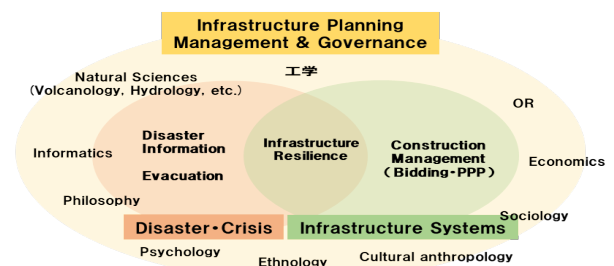 Infrastructure Planning
Management & Governance
Natural Sciences
(Volcanology, Hydrology, etc.)
工学
OR
Disaster
Information
Evacuation
Infrastructure
Resilience
Construction
Management
(Bidding・PPP)
Informatics
Economics
Philosophy
Sociology
Disaster・Crisis
Infrastructure Systems
Psychology
Ethnology
Cultural anthropology